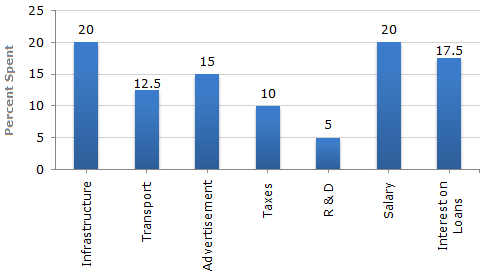 Percent Spent
25
20
15
10
5
0
20
12.5
15
10
5
20
17.5
Infrastructure
Transport
Advertisement
Taxes
R & D
Salary
Interest on
Loans